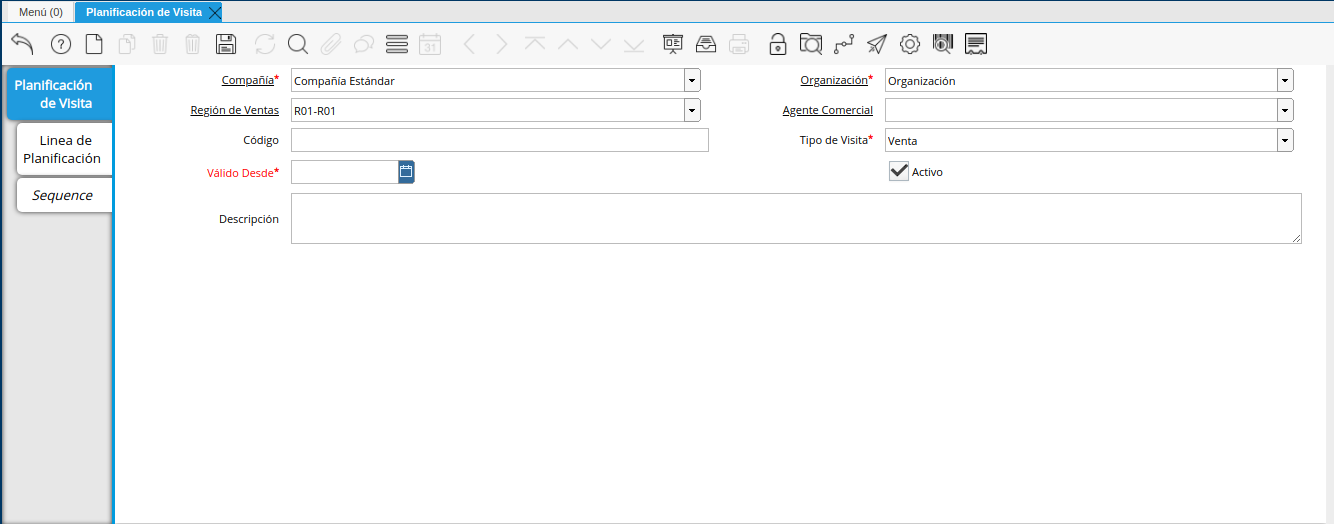 Menú (0)
Planificación de Visita
31
Planificación
de Visita
Linea de
Planificación
Sequence
Compañía*
Compañía Estándar
Organización*
Organización
Región de Ventas
R01-R01
Agente Comercial
Código
Tipo de Visita*
Venta
Válido Desde*
Activo
Descripción